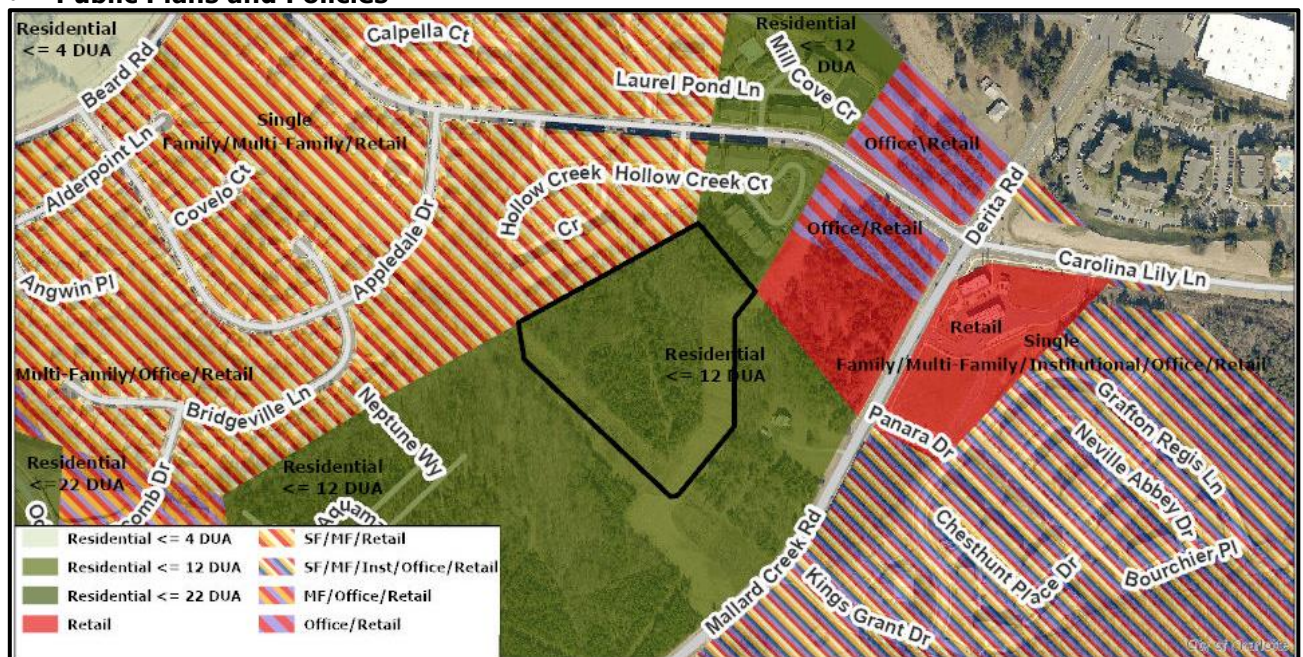 Public Plans and Policies
Residential
<= 4 DUA
Beard Rd
Calpella Ct
Residential
<= 12
DUA
Mill Cove Cr
Laurel Pond Ln
Single
Family/Multi-Family/Retail
Alderpoint Ln
Covelo Ct
Appledale Dr
Hollow Creek
Cr
Hollow Creek Cr
Office\Retail
Derita Rd
Office/Retail
Carolina Lily Ln
Angwin Pl
Retail
Single
Family/Multi-Family/Institutional/Office/Retail
Residential
<= 12 DUA
Multi-Family/Office/Retail
Bridgeville Ln
Neptune Wy
Panara Dr
Grafton Regis Ln
Neville Abbey Dr
Residential
<=22 DUA
Residential
<= 12 DUA
comb Dr
Aquama
Chesthunt Place Dr
Bourchier Pl
Mallard Creek Rd
Kings Grant Dr
Residential <= 4 DUA
SF/MF/Retail
Residential <= 12 DUA
SF/MF/Inst/Office/Retail
Residential <= 22 DUA
MF/Office/Retail
Retail
Office/Retail
City of Charlotte